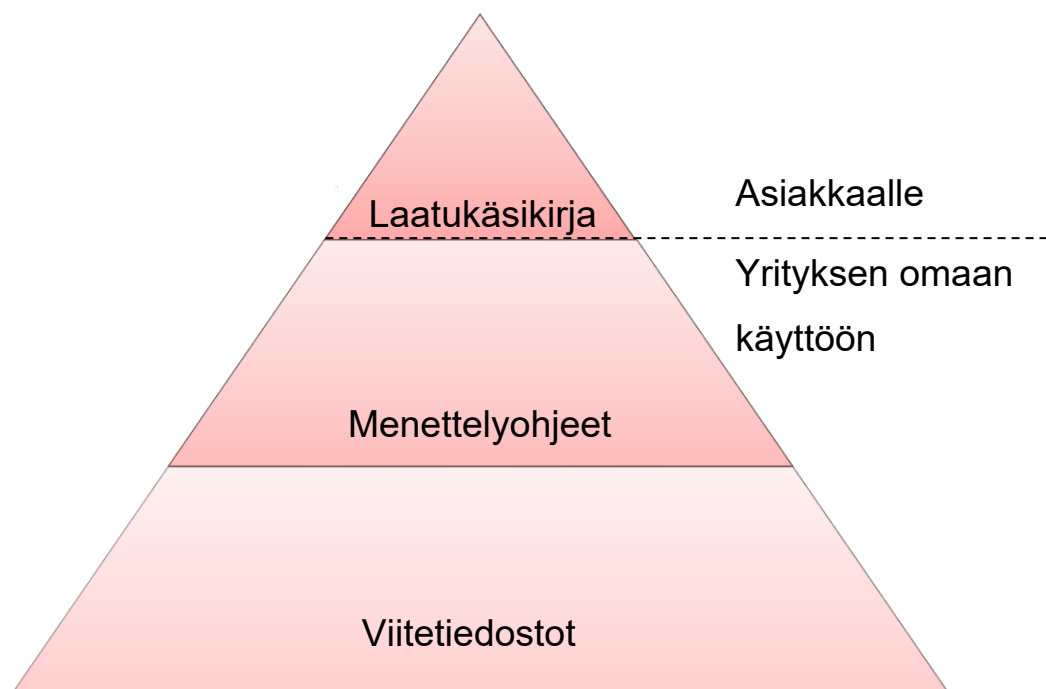 Asiakkaalle
Laatukäsikirja
Yrityksen omaan
käyttöön
Menettelyohjeet
Viitetiedostot